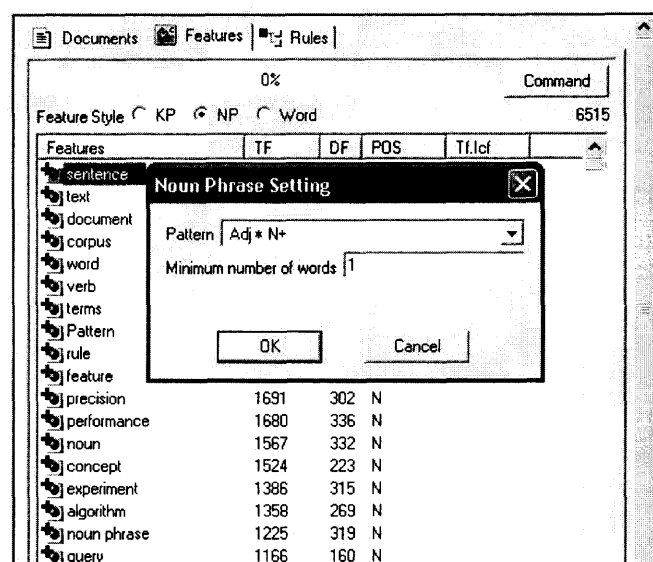 Documents Features Rules
0% Command
Feature Style KP NP Word 6515
Features TF DF POS Tf.Icf
sentence
Noun Phrase Setting
text
document
Pattern Adj* N+
corpus
word
Minimum number of words 1
verb
terms
Pattern
rule
OK Cancel
feature
precision 1691 302 N
performance 1680 336 N
noun 1567 332 N
concept 1524 223 N
experiment 1386 315 N
algorithm 1358 269 N
noun phrase 1225 319 N
query 1166 160 N